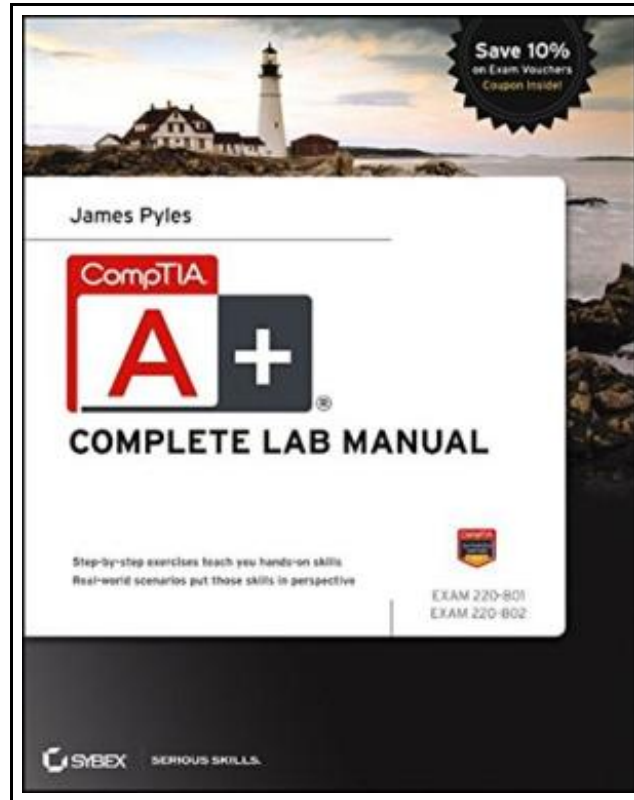 Save 10%
on Exam Vouchers
Coupon Inside!
James Pyles
CompTIA
A+
®
COMPLETE LAB MANUAL
Step-by-step exercises teach you hands-on skills
Real-world scenarios put those skills in perspective
CompTIA
EXAM 220-801
EXAM 220-802
SYBEX SERIOUS SKILLS.